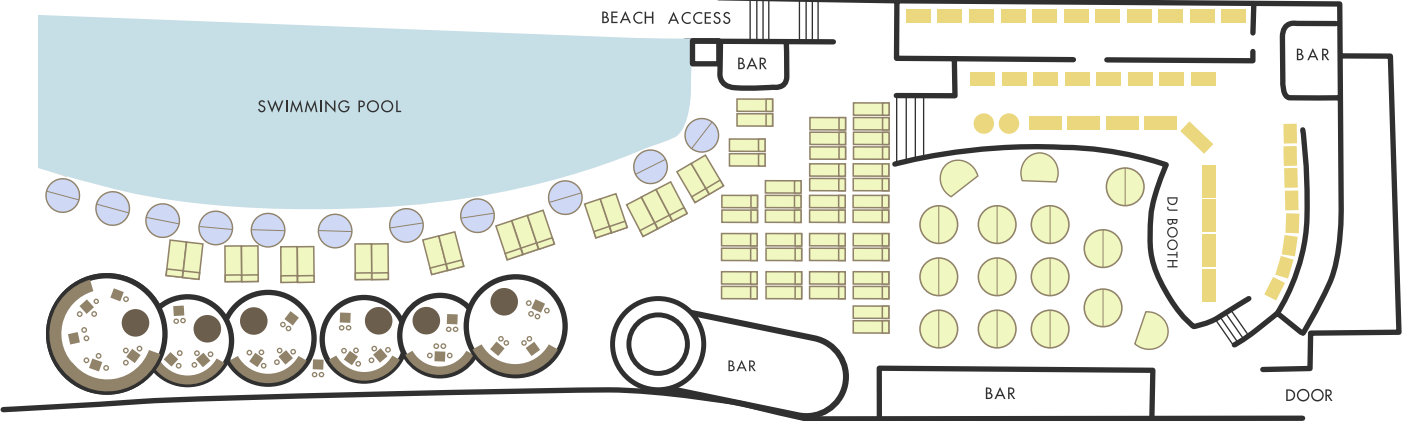 BEACH ACCESS
BAR
BAR
SWIMMING POOL
DJ BOOTH
BAR
BAR
DOOR